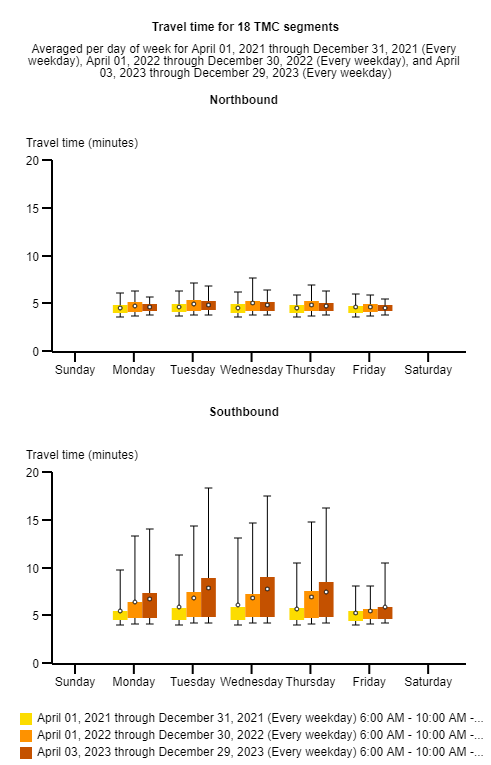 Travel time for 18 TMC segments
Averaged per day of week for April 01, 2021 through December 31, 2021 (Every
weekday), April 01, 2022 through December 30, 2022 (Every weekday), and April
03, 2023 through December 29, 2023 (Every weekday)
Northbound
Travel time (minutes)
20
15
10
5
0
Sunday Monday Tuesday Wednesday Thursday Friday Saturday
Southbound
Travel time (minutes)
20
15
10
5
0
Sunday Monday Tuesday Wednesday Thursday Friday Saturday
April 01, 2021 through December 31, 2021 (Every weekday) 6:00 AM - 10:00 AM -...
April 01, 2022 through December 30, 2022 (Every weekday) 6:00 AM - 10:00 AM -...
April 03, 2023 through December 29, 2023 (Every weekday) 6:00 AM - 10:00 AM -...